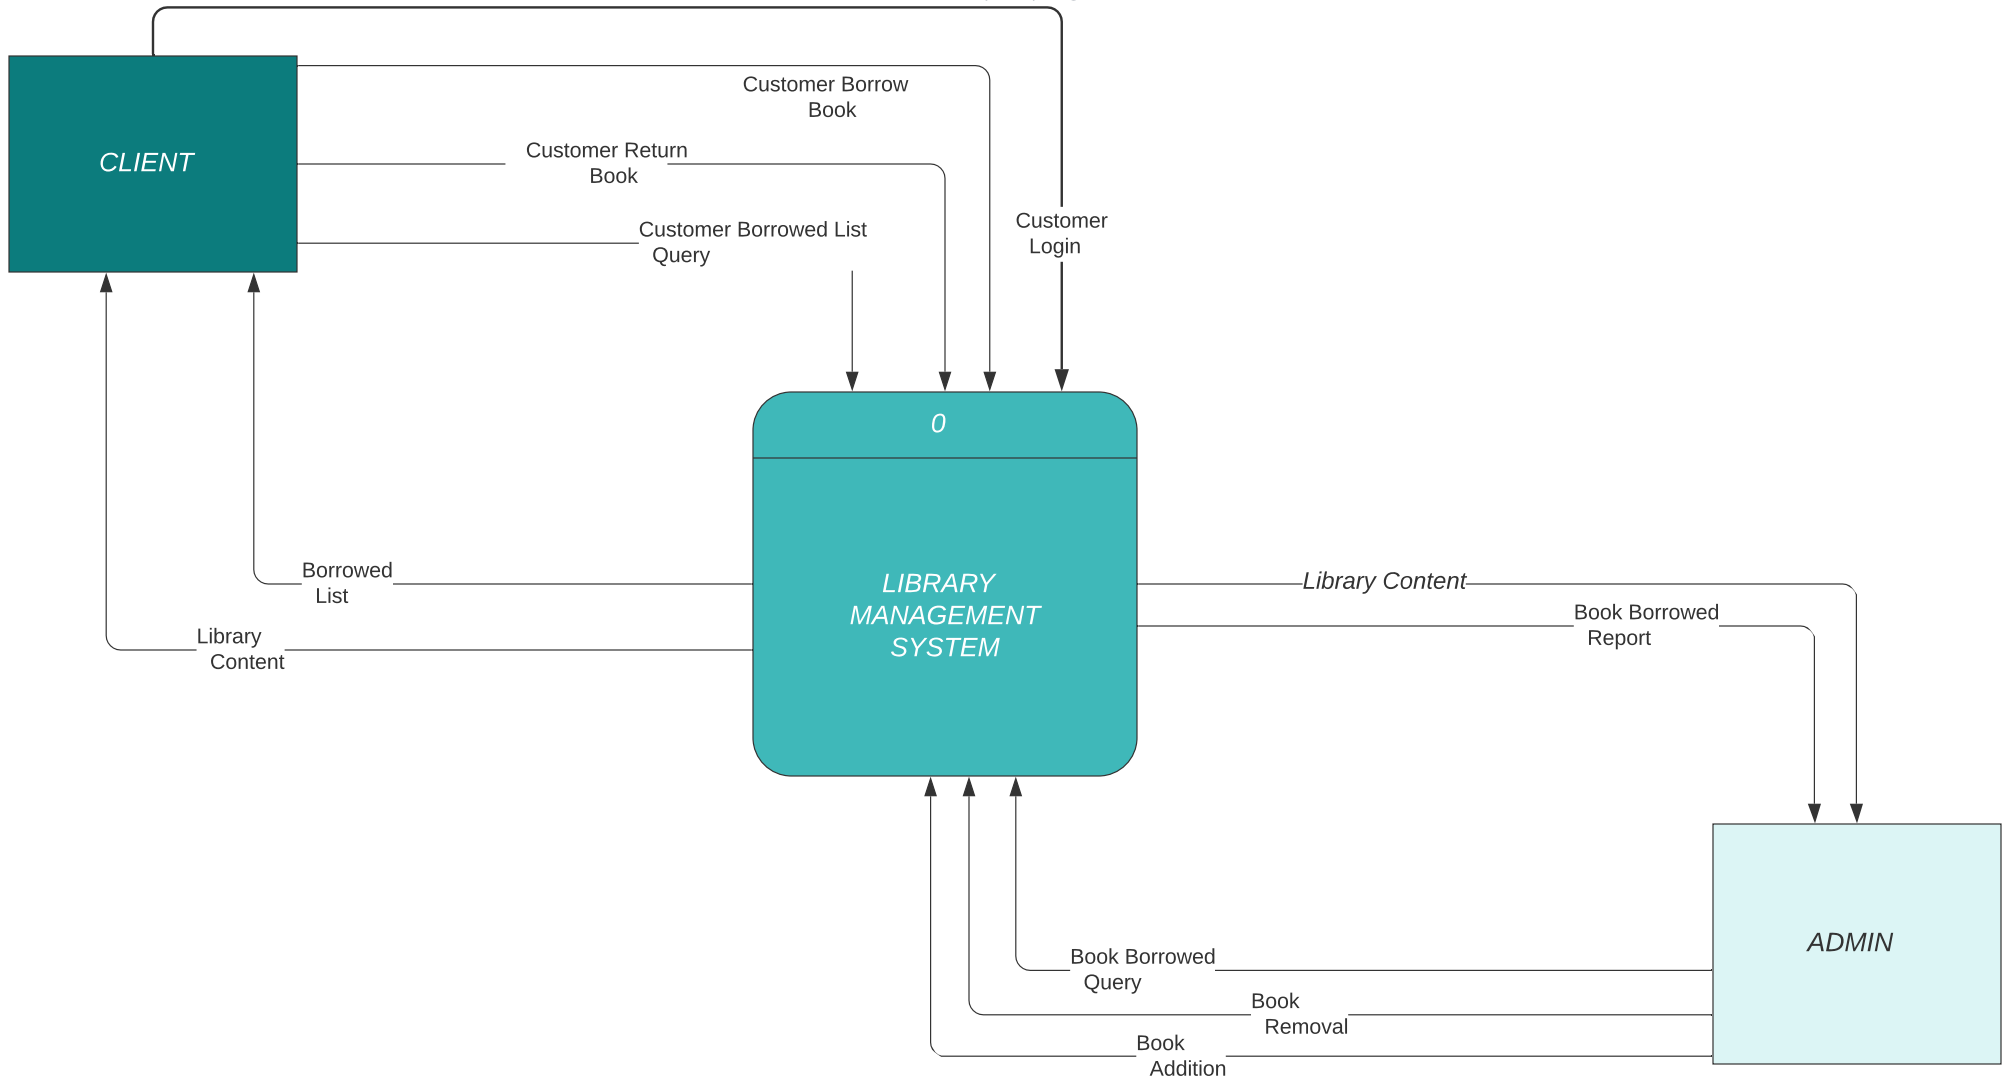 Customer Borrow
Book
Customer Return
Book
CLIENT
Customer Borrowed List
Query
Customer
Login
0
LIBRARY
MANAGEMENT
SYSTEM
Borrowed
List
Library
Content
Library Content
Book Borrowed
Report
ADMIN
Book Borrowed
Query
Book
Removal
Book
Addition